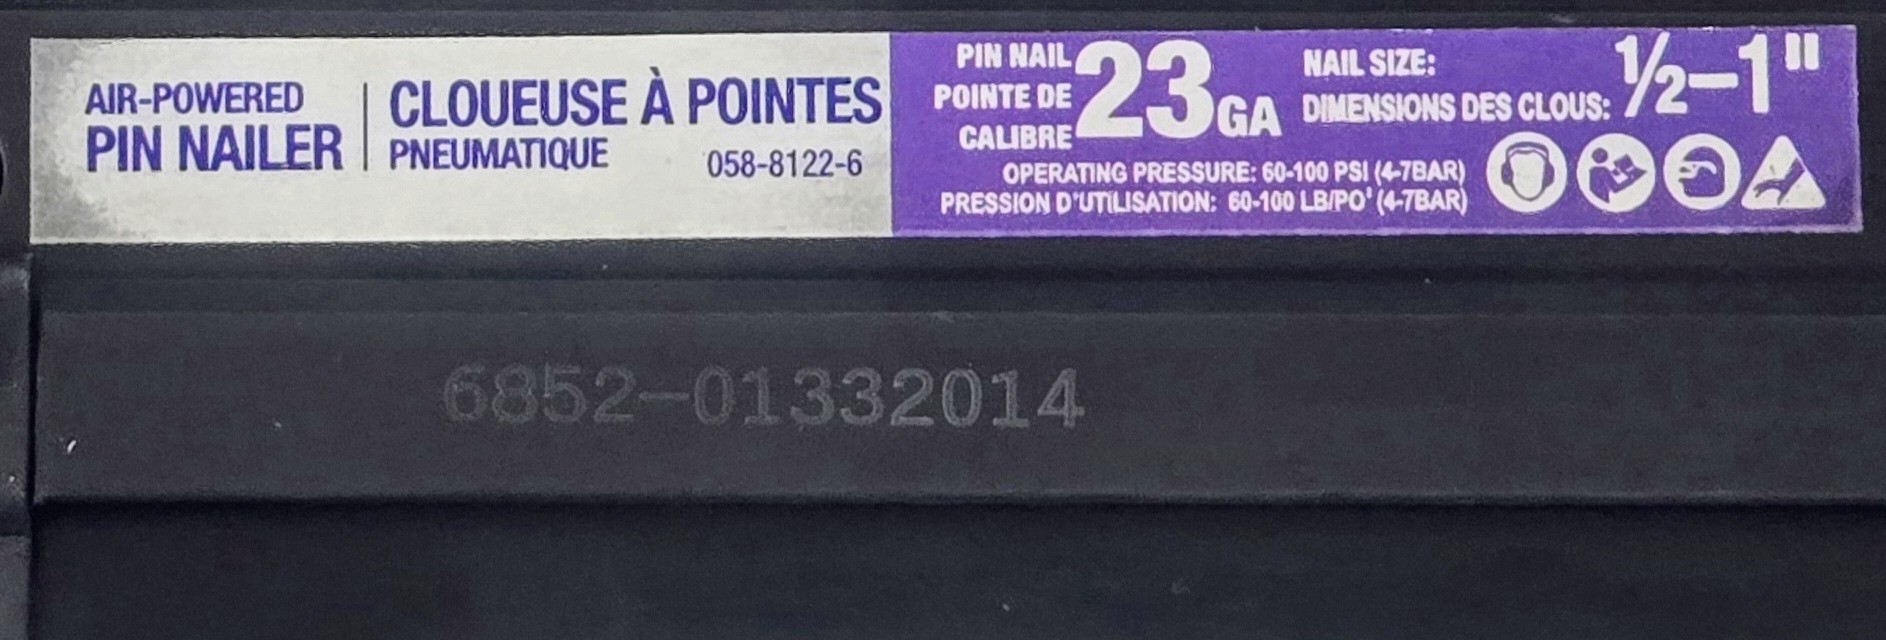 AIR-POWERED
PIN NAILER
CLOUEUSE À POINTES
PNEUMATIQUE
058-8122-6
PIN NAIL
POINTE DE
CALIBRE
23GA
NAIL SIZE:
DIMENSIONS DES CLOUS:
½–1"
OPERATING PRESSURE: 60-100 PSI (4-7BAR)
PRESSION D'UTILISATION: 60-100 LB/PO' (4-7BAR)
6852-01332014